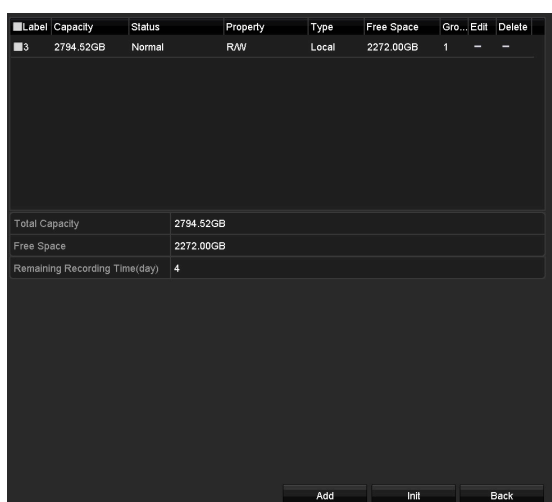 Label Capacity Status Property Type Free Space Gro... Edit Delete
3 2794.52GB Normal R/W Local 2272.00GB 1 – –
Total Capacity 2794.52GB
Free Space 2272.00GB
Remaining Recording Time(day) 4
Add Init Back